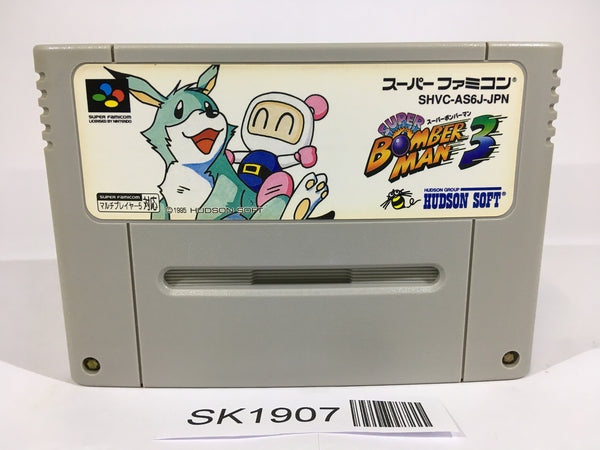 SUPER FAMICOM
LICENSED BY NINTENDO
SUPER FAMICOM
マルチプレイヤー5対応
©1995 HUDSON SOFT
スーパーファミコン®
SHVC-AS6J-JPN
SUPER
スーパーボンバーマン
BOMBER
MAN 3
HUDSON GROUP
HUDSON SOFT®
SK1907